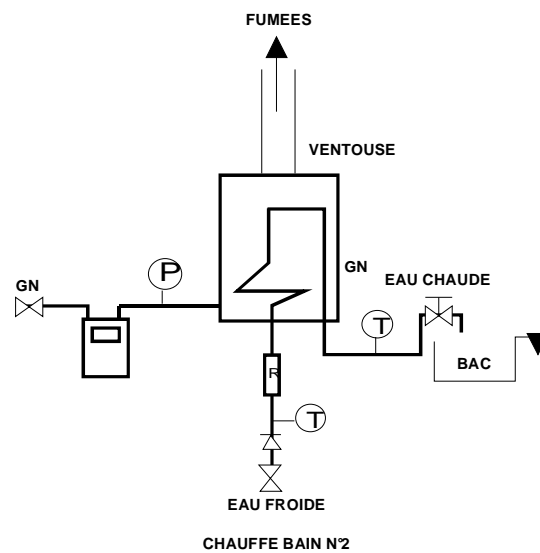 FUMEES
VENTOUSE
GN
P
GN
EAU CHAUDE
T
BAC
R
T
EAU FROIDE
CHAUFFE BAIN N°2